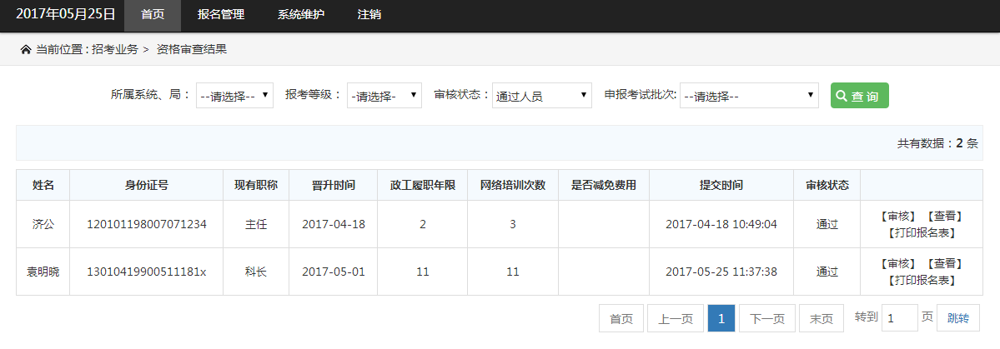 2017年05月25日 首页 报名管理 系统维护 注销
当前位置 : 招考业务 > 资格审查结果
所属系统、局： --请选择-- 报考等级： -请选择- 审核状态： 通过人员 申报考试批次: --请选择-- 查 询
共有数据：2 条
姓名 身份证号 现有职称 晋升时间 政工履职年限 网络培训次数 是否减免费用 提交时间 审核状态
济公 120101198007071234 主任 2017-04-18 2 3 2017-04-18 10:49:04 通过 【审核】 【查看】
【打印报名表】
袁明晓 13010419900511181x 科长 2017-05-01 11 11 2017-05-25 11:37:38 通过 【审核】 【查看】
【打印报名表】
首页 上一页 1 下一页 末页 转到 1 页 跳转